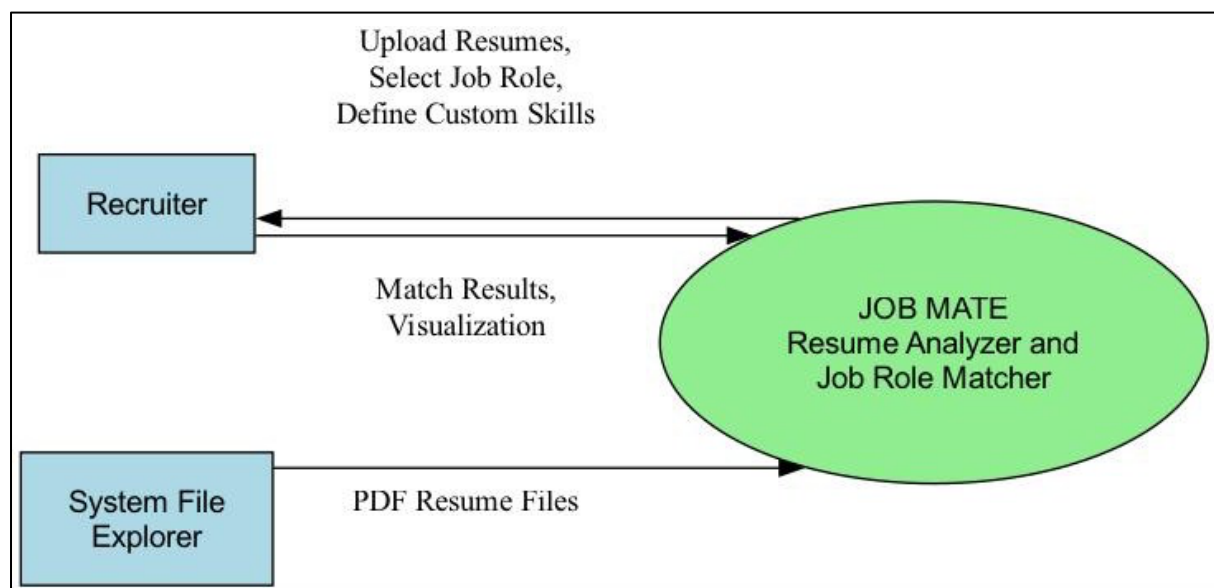 Upload Resumes,
Select Job Role,
Define Custom Skills
Recruiter
Match Results,
Visualization
JOB MATE
Resume Analyzer and
Job Role Matcher
System File
Explorer
PDF Resume Files